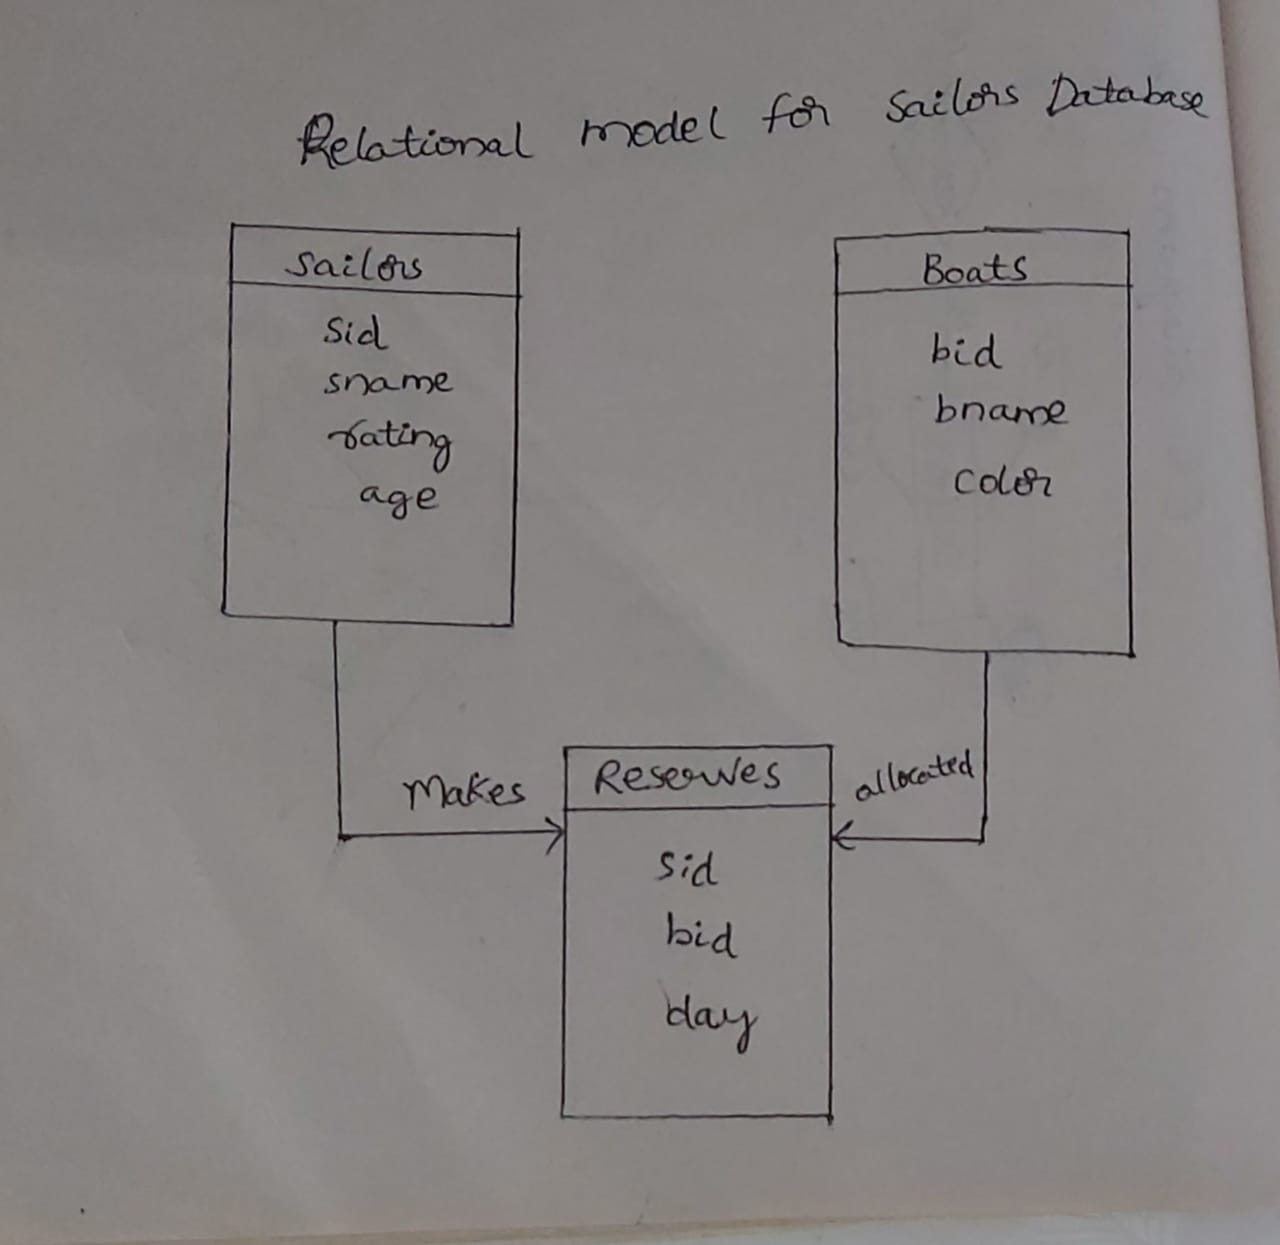 Relational model for Sailors Database
Sailors
sid
sname
rating
age
Boats
bid
bname
color
Makes
allocated
Reserves
sid
bid
day